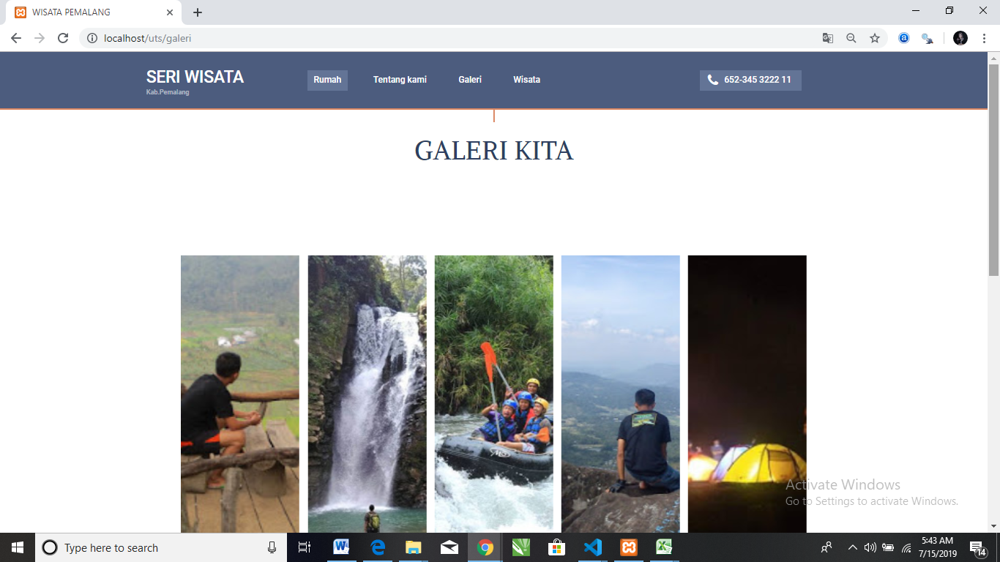 WISATA PEMALANG
localhost/uts/galeri
SERI WISATA
Kab.Pemalang
Rumah
Tentang kami
Galeri
Wisata
652-345 3222 11
GALERI KITA
Activate Windows
Go to Settings to activate Windows.
Type here to search
5:43 AM
7/15/2019
14